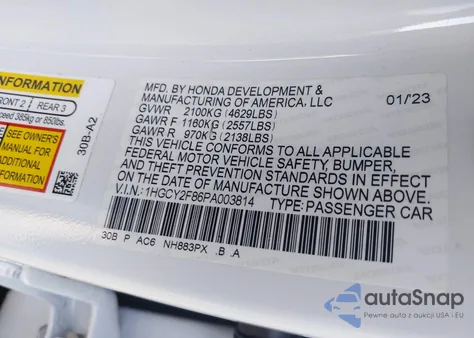 INFORMATION
FRONT 2 REAR 3
exceed 385kg or 850lbs.
SEE OWNER'S
MANUAL FOR
ADDITIONAL
INFORMATION
30B-A2
MFD. BY HONDA DEVELOPMENT &
MANUFACTURING OF AMERICA, LLC 01/23
GVWR 2100KG (4629LBS)
GAWR F 1160KG (2557LBS)
GAWR R 970KG (2138LBS)
THIS VEHICLE CONFORMS TO ALL APPLICABLE
FEDERAL MOTOR VEHICLE SAFETY, BUMPER,
AND THEFT PREVENTION STANDARDS IN EFFECT
ON THE DATE OF MANUFACTURE SHOWN ABOVE.
V.I.N.: 1HGCY2F86PA003814 TYPE: PASSENGER CAR
30B P AC6 NH883PX .B .A
autoSnap
Pewne auta z aukcji USA i EU